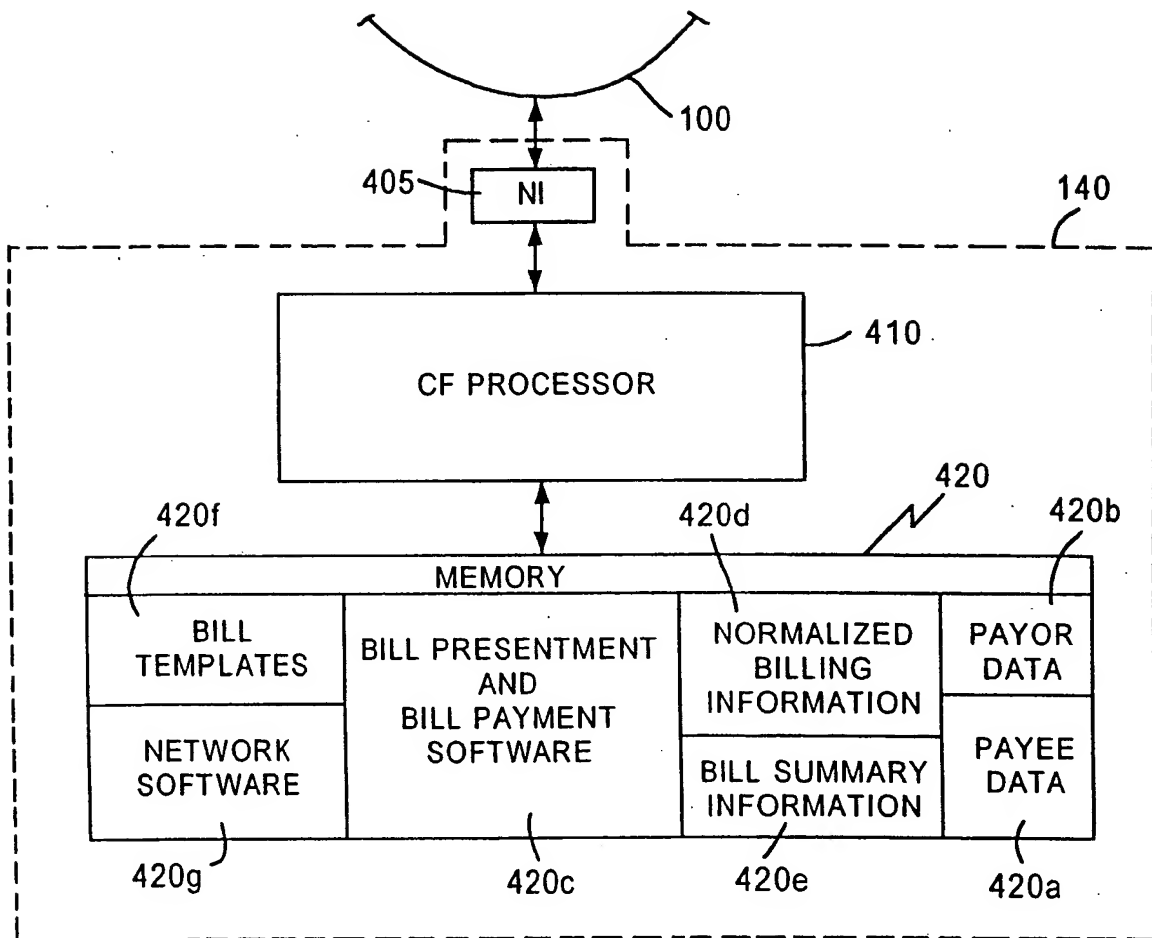 100
405
NI
140
410
CF PROCESSOR
420f
420d
420
420b
MEMORY
BILL
TEMPLATES
BILL PRESENTMENT
AND
BILL PAYMENT
SOFTWARE
NORMALIZED
BILLING
INFORMATION
PAYOR
DATA
NETWORK
SOFTWARE
BILL SUMMARY
INFORMATION
PAYEE
DATA
420g
420c
420e
420a